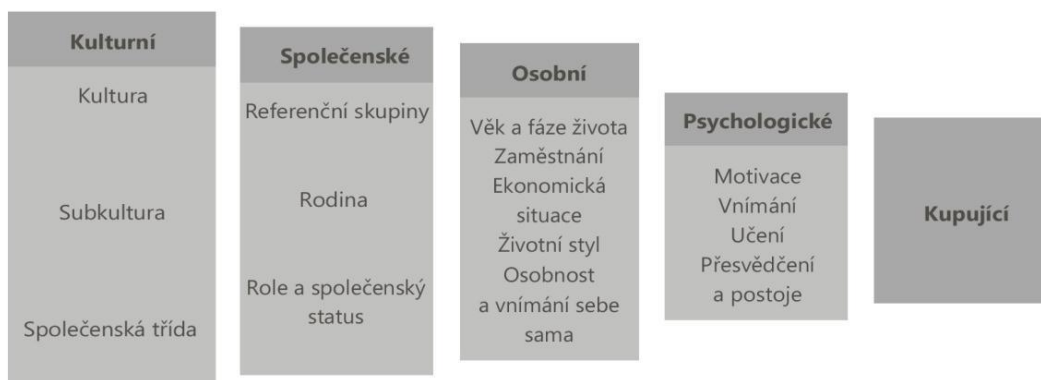 Kulturní
Kultura
Subkultura
Společenská třída
Společenské
Referenční skupiny
Rodina
Role a společenský
status
Osobní
Věk a fáze života
Zaměstnání
Ekonomická
situace
Životní styl
Osobnost
a vnímání sebe
sama
Psychologické
Motivace
Vnímání
Učení
Přesvědčení
a postoje
Kupující